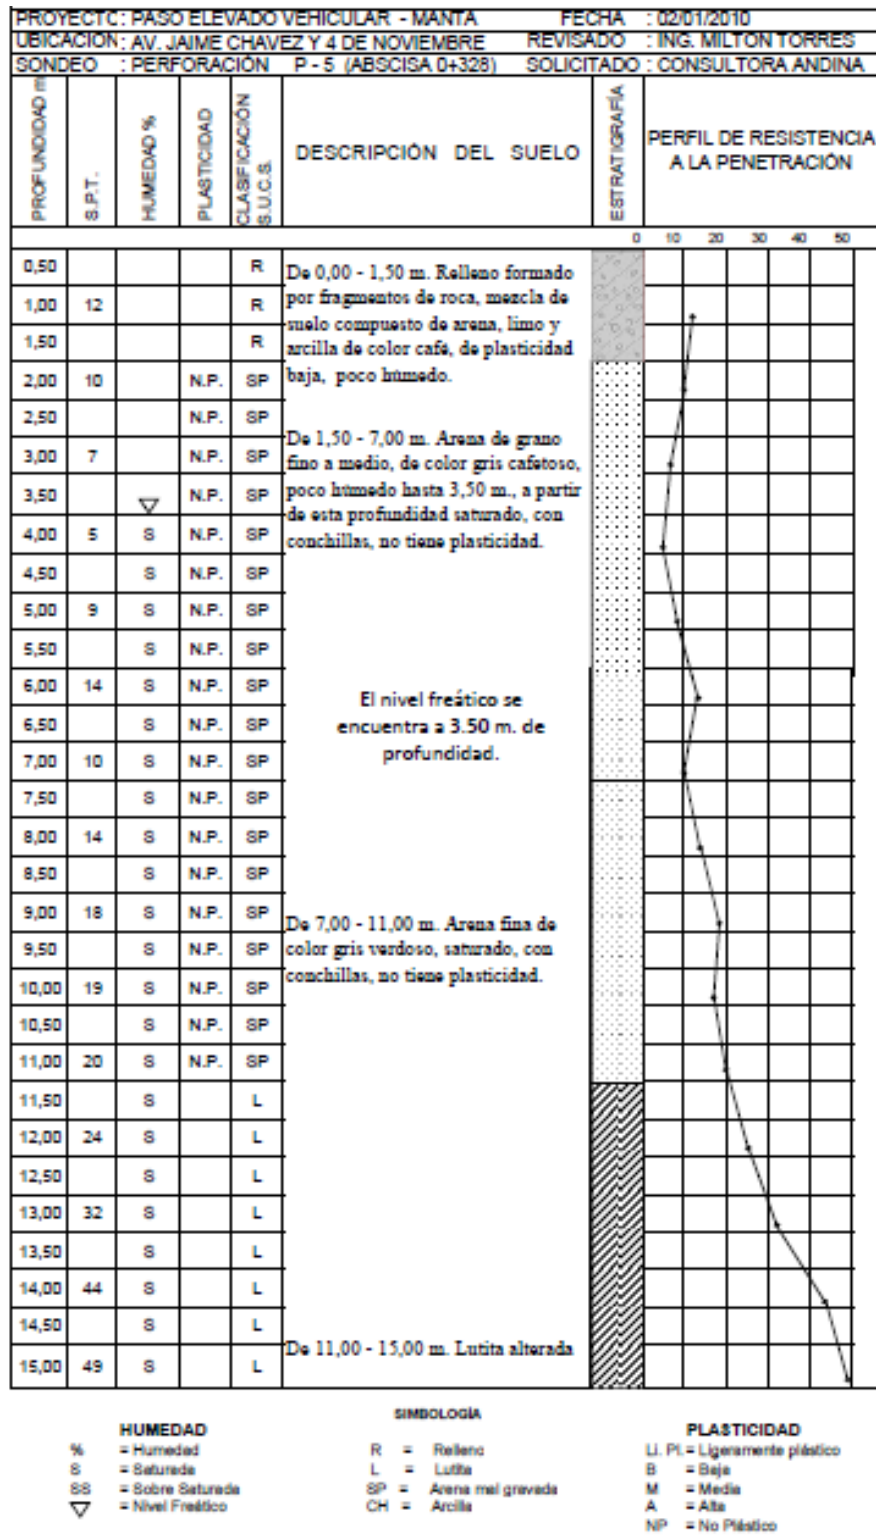 PROYECTC : PASO ELEVADO VEHICULAR - MANTA FECHA : 02/01/2010
UBICACION : AV. JAIME CHAVEZ Y 4 DE NOVIEMBRE REVISADO : ING. MILTON TORRES
SONDEO : PERFORACIÓN P - 5 (ABSCISA 0+328) SOLICITADO : CONSULTORA ANDINA
PROFUNDIDAD m
S.P.T.
HUMEDAD %
PLASTICIDAD
CLASIFICACIÓN
S.U.C.S.
DESCRIPCIÓN DEL SUELO
ESTRATIGRAFÍA
PERFIL DE RESISTENCIA
A LA PENETRACIÓN
0 10 20 30 40 50
0,50 R
1,00 12 R
1,50 R
2,00 10 N.P. SP
2,50 N.P. SP
3,00 7 N.P. SP
3,50 N.P. SP
4,00 5 S N.P. SP
4,50 S N.P. SP
5,00 9 S N.P. SP
5,50 S N.P. SP
6,00 14 S N.P. SP
6,50 S N.P. SP
7,00 10 S N.P. SP
7,50 S N.P. SP
8,00 14 S N.P. SP
8,50 S N.P. SP
9,00 18 S N.P. SP
9,50 S N.P. SP
10,00 19 S N.P. SP
10,50 S N.P. SP
11,00 20 S N.P. SP
11,50 S L
12,00 24 S L
12,50 S L
13,00 32 S L
13,50 S L
14,00 44 S L
14,50 S L
15,00 49 S L
De 0,00 - 1,50 m. Relleno formado
por fragmentos de roca, mezcla de
suelo compuesto de arena, limo y
arcilla de color café, de plasticidad
baja, poco húmedo.
De 1,50 - 7,00 m. Arena de grano
fino a medio, de color gris cafetoso,
poco húmedo hasta 3,50 m., a partir
de esta profundidad saturado, con
conchillas, no tiene plasticidad.
El nivel freático se
encuentra a 3.50 m. de
profundidad.
De 7,00 - 11,00 m. Arena fina de
color gris verdoso, saturado, con
conchillas, no tiene plasticidad.
De 11,00 - 15,00 m. Lutita alterada
SIMBOLOGÍA
HUMEDAD
% = Humedad
S = Saturada
SS = Sobre Saturada
▽ = Nivel Freático
R = Relleno
L = Lutita
SP = Arena mal gravada
CH = Arcilla
PLASTICIDAD
Li. Pl. = Ligeramente plástico
B = Baja
M = Media
A = Alta
NP = No Plástico